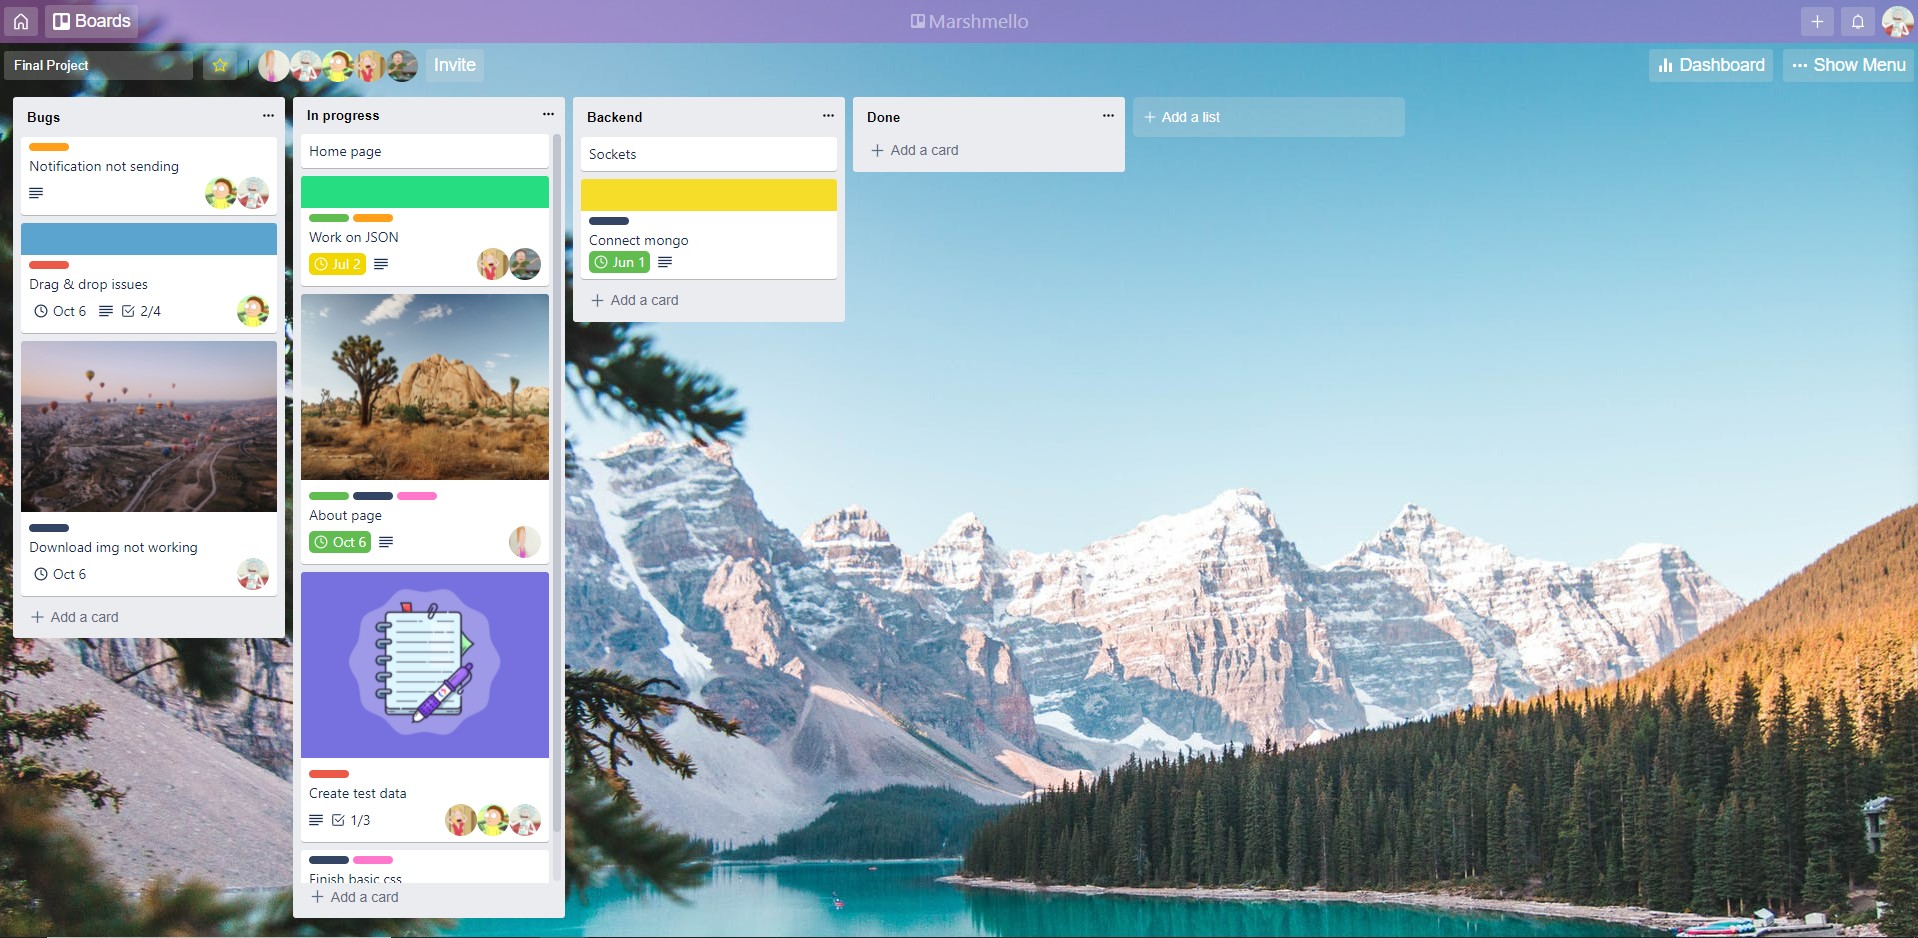 Boards
Marshmello
Final Project
Invite
Dashboard
Show Menu
Bugs
Notification not sending
Drag & drop issues
Oct 6
2/4
Download img not working
Oct 6
Add a card
In progress
Home page
Work on JSON
Jul 2
About page
Oct 6
Create test data
1/3
Finish basic css
Add a card
Backend
Sockets
Connect mongo
Jun 1
Add a card
Done
Add a card
Add a list